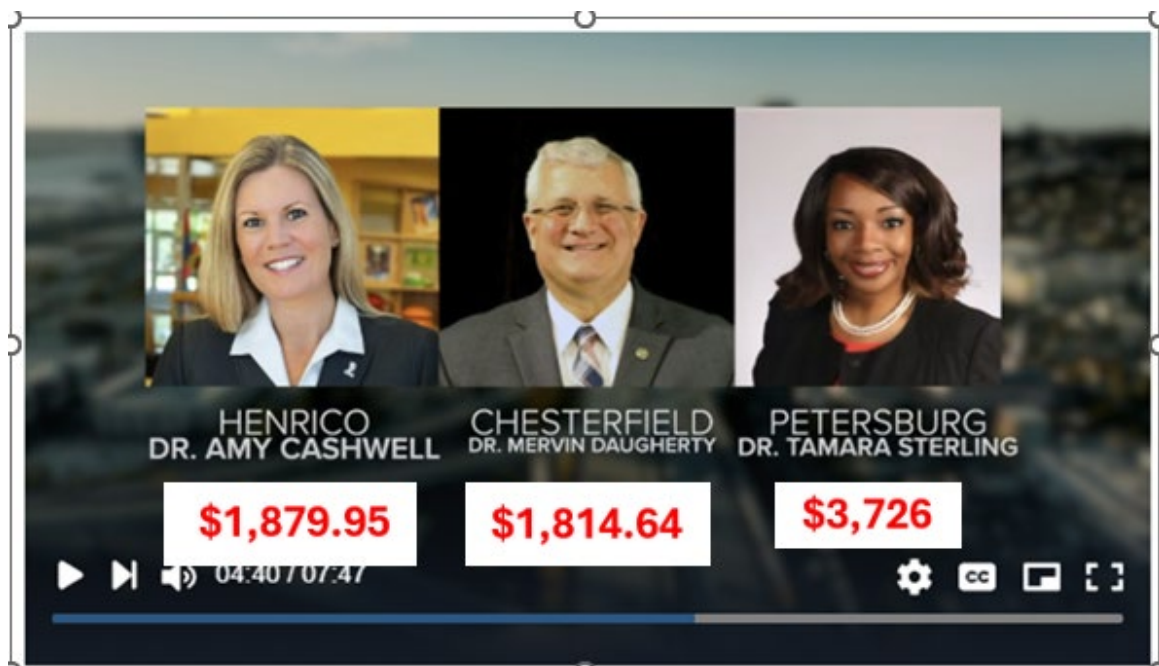 HENRICO
DR. AMY CASHWELL
CHESTERFIELD
DR. MERVIN DAUGHERTY
PETERSBURG
DR. TAMARA STERLING
$1,879.95
$1,814.64
$3,726
04:40 / 07:47
CC